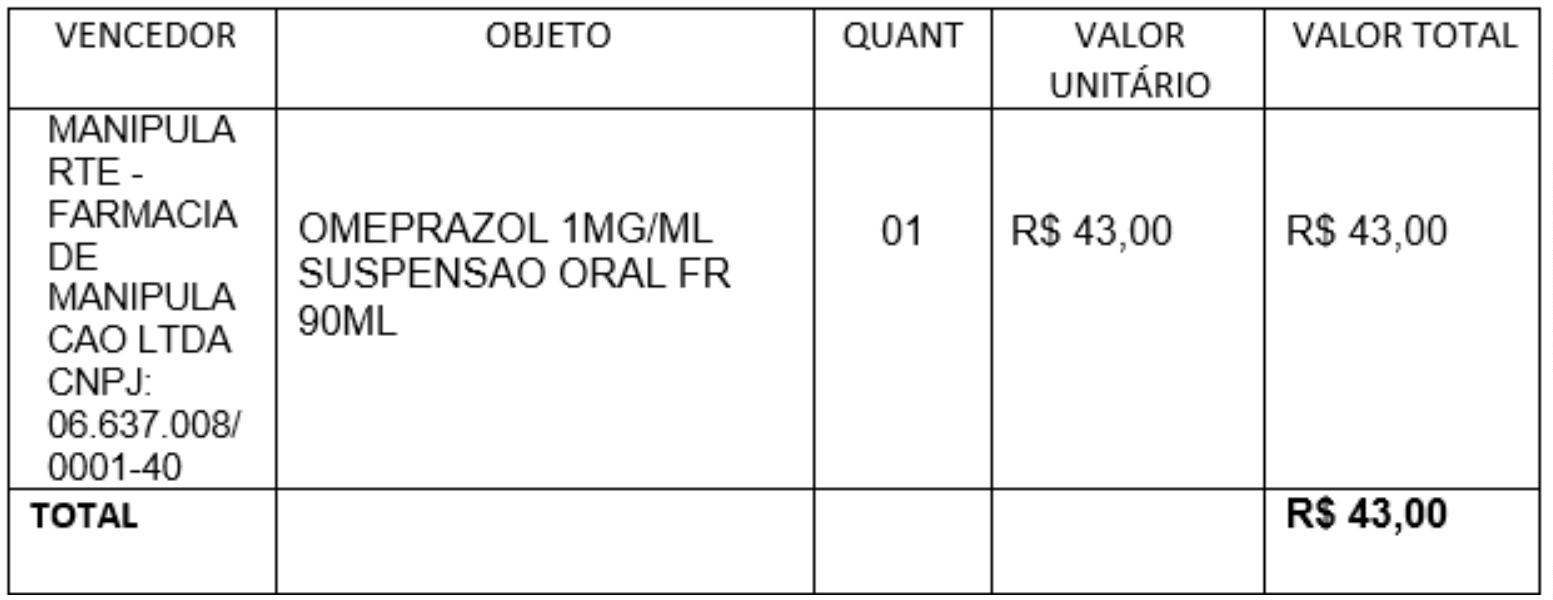 VENCEDOR OBJETO QUANT VALOR UNITÁRIO VALOR TOTAL
MANIPULA
RTE -
FARMACIA
DE
MANIPULA
CAO LTDA
CNPJ:
06.637.008/
0001-40
OMEPRAZOL 1MG/ML
SUSPENSAO ORAL FR
90ML
01
R$ 43,00
R$ 43,00
TOTAL
R$ 43,00